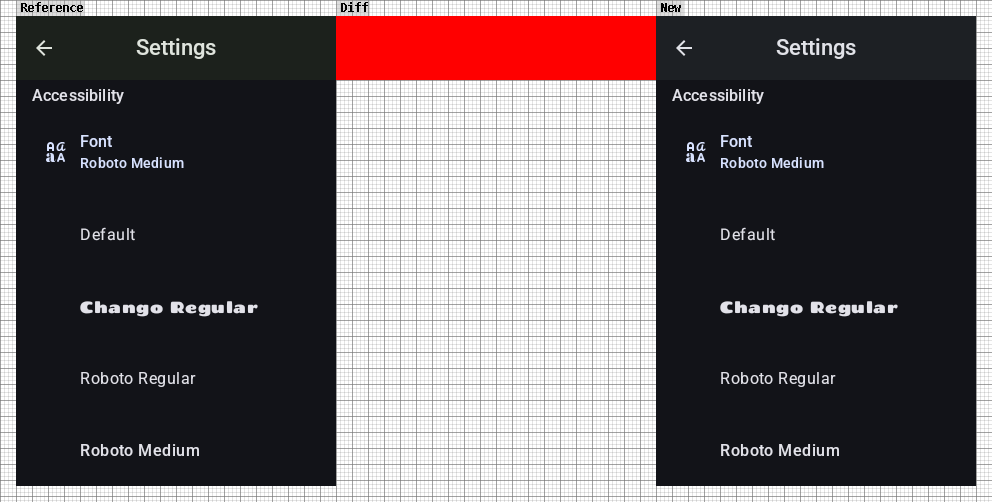 Reference
Diff
New
Settings
Accessibility
Font
Roboto Medium
Default
Chango Regular
Roboto Regular
Roboto Medium
Settings
Accessibility
Font
Roboto Medium
Default
Chango Regular
Roboto Regular
Roboto Medium